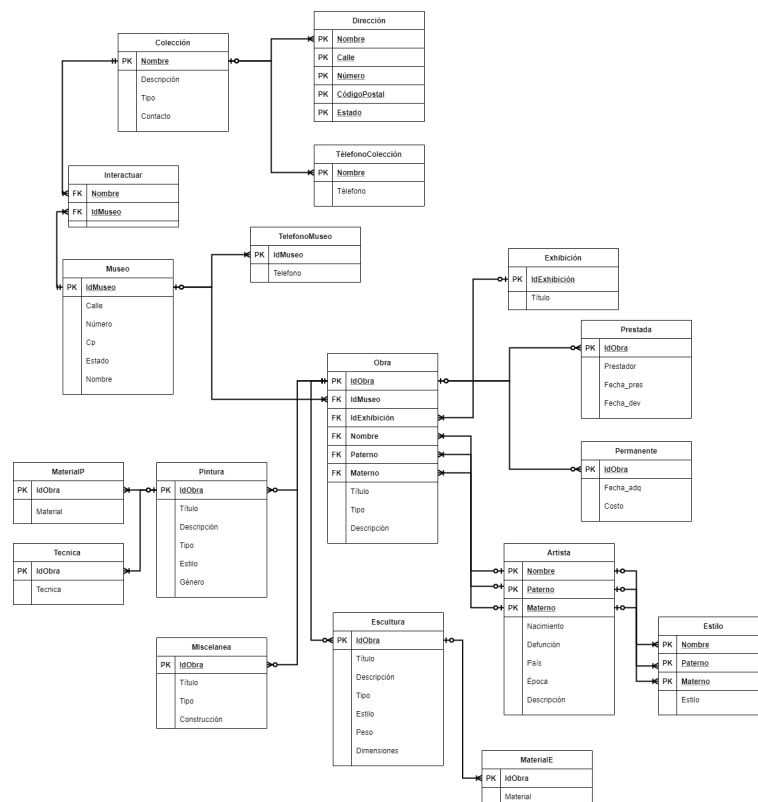 Dirección
PK Nombre
PK Calle
PK Número
PK CódigoPostal
PK Estado
Colección
PK Nombre
Descripción
Tipo
Contacto
TèlefonoColección
PK Nombre
Tèlefono
Interactuar
FK Nombre
FK IdMuseo
TelefonoMuseo
PK IdMuseo
Telefono
Museo
PK IdMuseo
Calle
Número
Cp
Estado
Nombre
Exhibición
PK IdExhibición
Título
Prestada
PK IdObra
Prestador
Fecha_pres
Fecha_dev
Obra
PK IdObra
FK IdMuseo
FK IdExhibición
FK Nombre
FK Paterno
FK Materno
Título
Tipo
Descripción
Permanente
PK IdObra
Fecha_adq
Costo
MaterialP
PK IdObra
Material
Pintura
PK IdObra
Título
Descripción
Tipo
Estilo
Género
Tecnica
PK IdObra
Tecnica
Artista
PK Nombre
PK Paterno
PK Materno
Nacimiento
Defunción
País
Época
Descripción
Estilo
PK Nombre
PK Paterno
PK Materno
Estilo
Escultura
PK IdObra
Título
Descripción
Tipo
Estilo
Peso
Dimensiones
MIscelanea
PK IdObra
Título
Tipo
Construcción
MaterialE
PK IdObra
Material